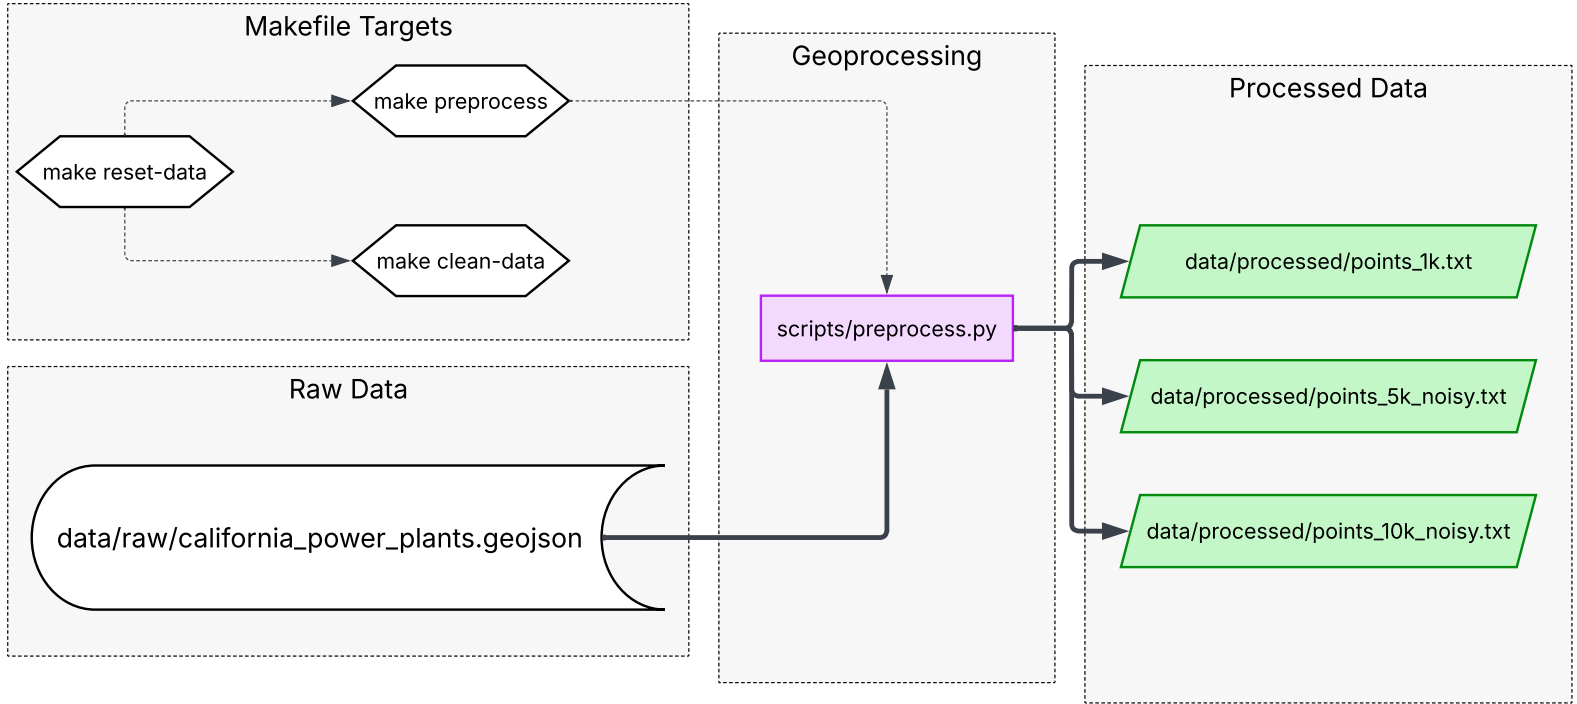 Makefile Targets
make preprocess
make reset-data
make clean-data
Raw Data
data/raw/california_power_plants.geojson
Geoprocessing
scripts/preprocess.py
Processed Data
data/processed/points_1k.txt
data/processed/points_5k_noisy.txt
data/processed/points_10k_noisy.txt